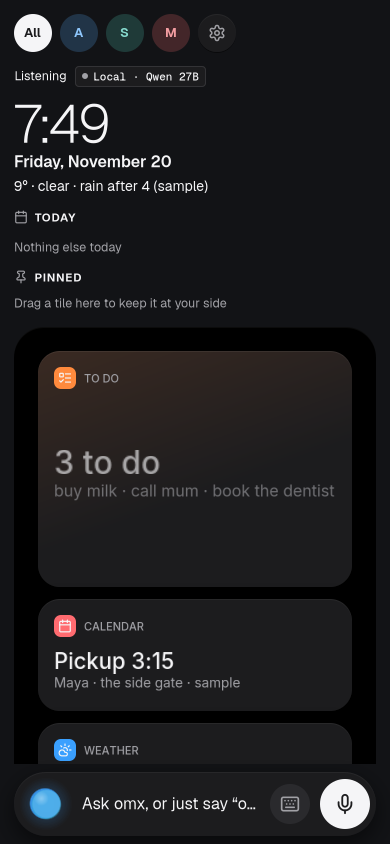 All A S M
Listening Local · Qwen 27B
7:49
Friday, November 20
9° · clear · rain after 4 (sample)
TODAY
Nothing else today
PINNED
Drag a tile here to keep it at your side
TO DO
3 to do
buy milk · call mum · book the dentist
CALENDAR
Pickup 3:15
Maya · the side gate · sample
WEATHER
Ask omx, or just say “o…